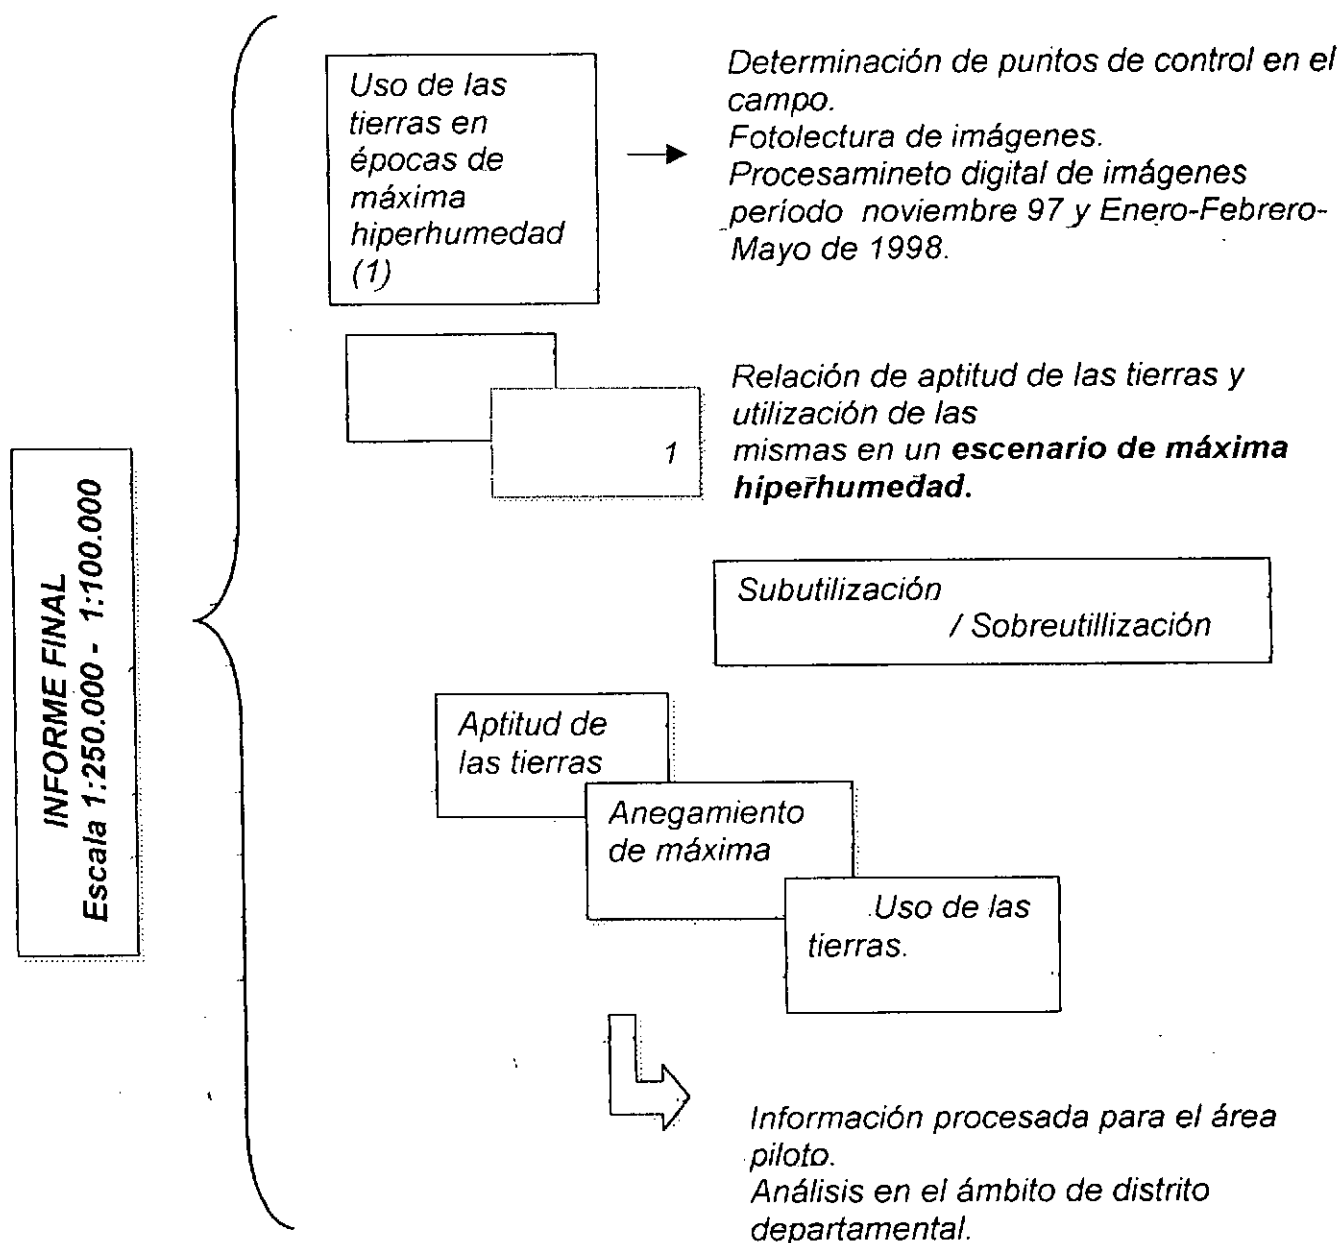 INFORME FINAL
Escala 1:250.000 - 1:100.000
Uso de las
tierras en
épocas de
máxima
hiperhumedad
(1)
Determinación de puntos de control en el
campo.
Fotolectura de imágenes.
Procesamineto digital de imágenes
período noviembre 97 y Enero-Febrero-
Mayo de 1998.
1
Relación de aptitud de las tierras y
utilización de las
mismas en un escenario de máxima
hiperhumedad.
Subutilización
/ Sobreutillización
Aptitud de
las tierras
Anegamiento
de máxima
Uso de las
tierras.
Información procesada para el área
piloto.
Análisis en el ámbito de distrito
departamental.